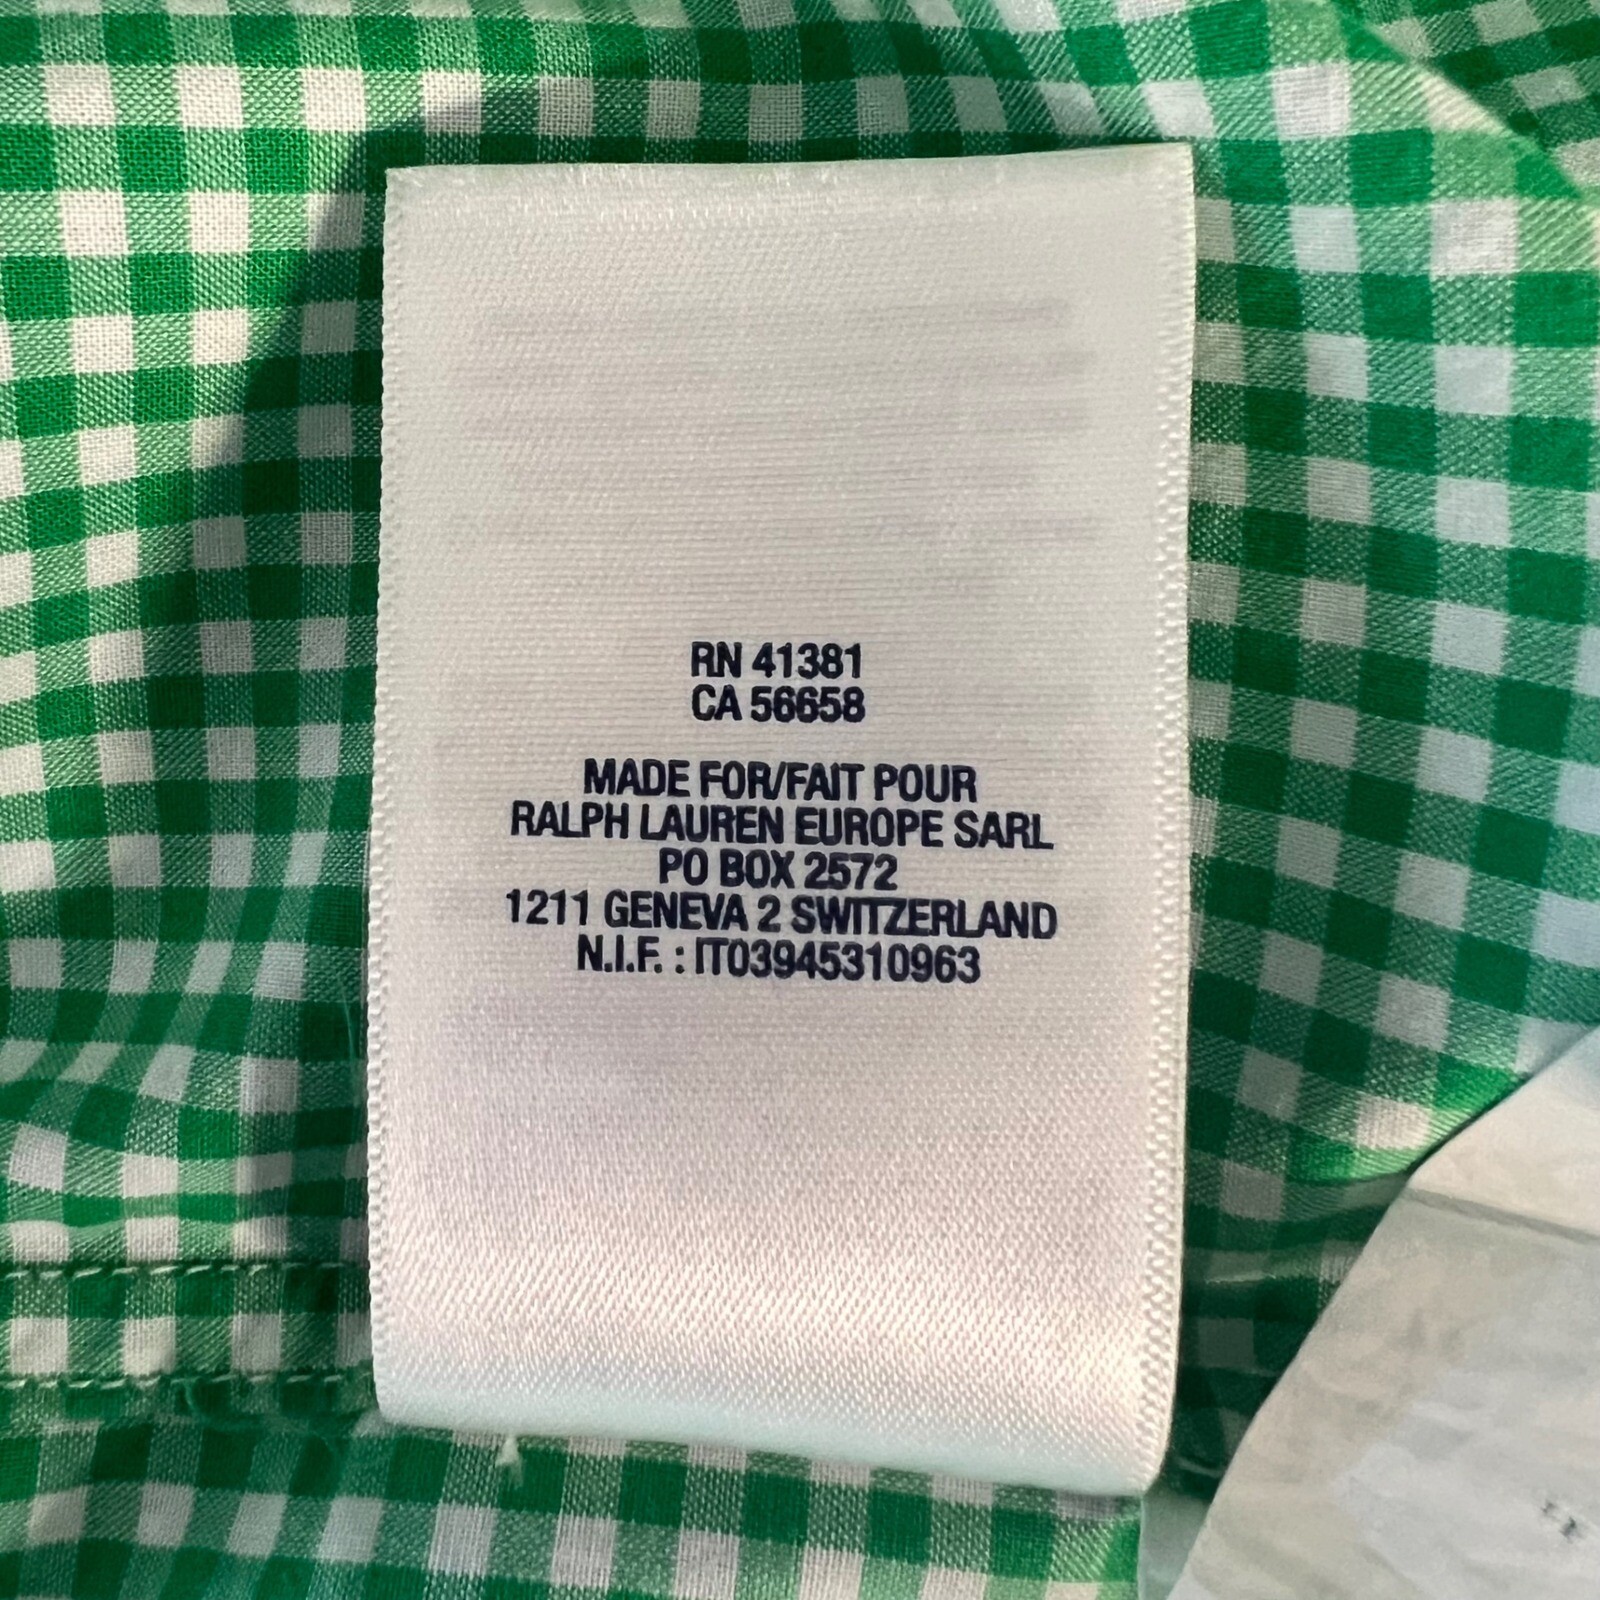 RN 41381
CA 56658
MADE FOR/FAIT POUR
RALPH LAUREN EUROPE SARL
PO BOX 2572
1211 GENEVA 2 SWITZERLAND
N.I.F. : IT03945310963